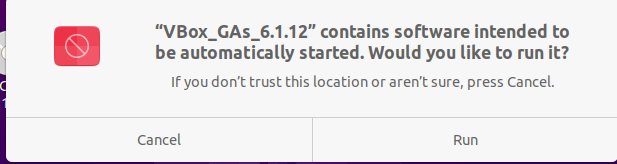 “VBox_GAs_6.1.12” contains software intended to
be automatically started. Would you like to run it?
If you don’t trust this location or aren’t sure, press Cancel.
Cancel
Run